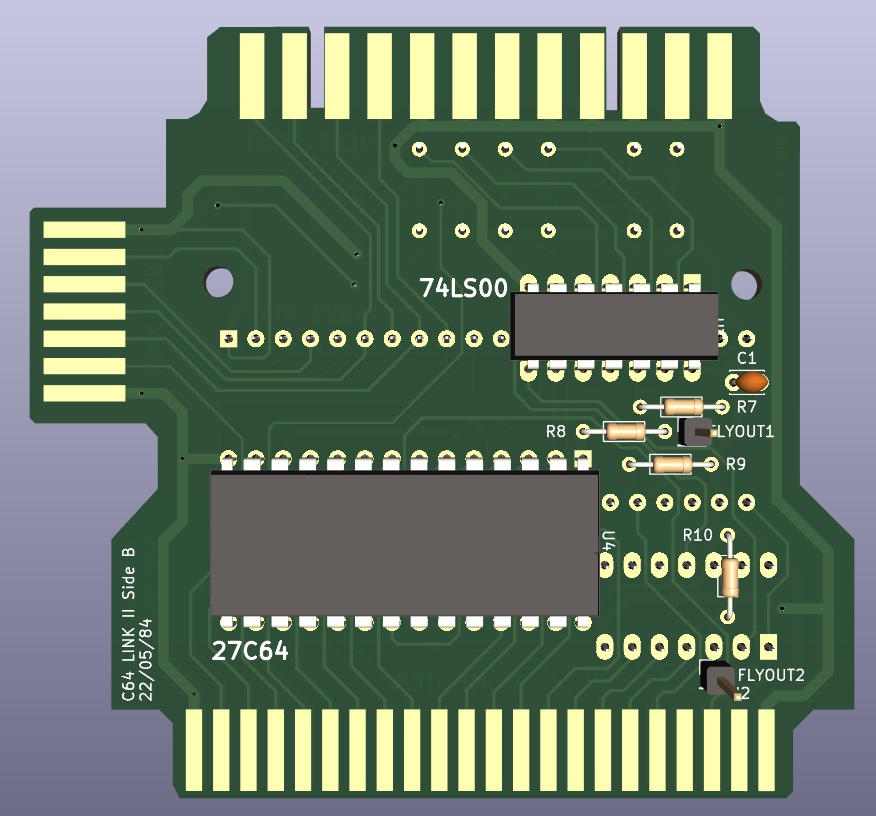 74LS00
C1
R7
R8
FLYOUT1
R9
R10
U4
C64 LINK II Side B
22/05/84
27C64
FLYOUT2
2